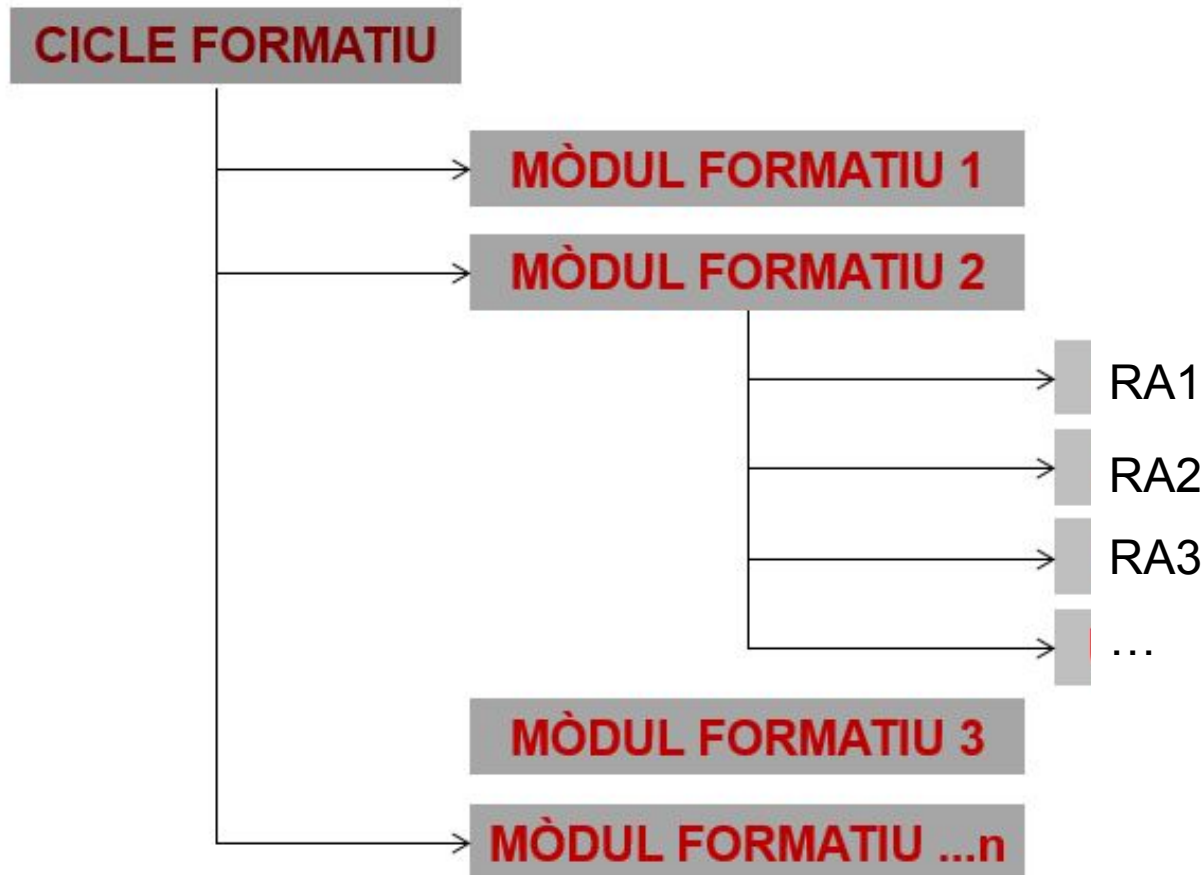 CICLE FORMATIU
MÒDUL FORMATIU 1
MÒDUL FORMATIU 2
RA1
RA2
RA3
…
MÒDUL FORMATIU 3
MÒDUL FORMATIU ...n